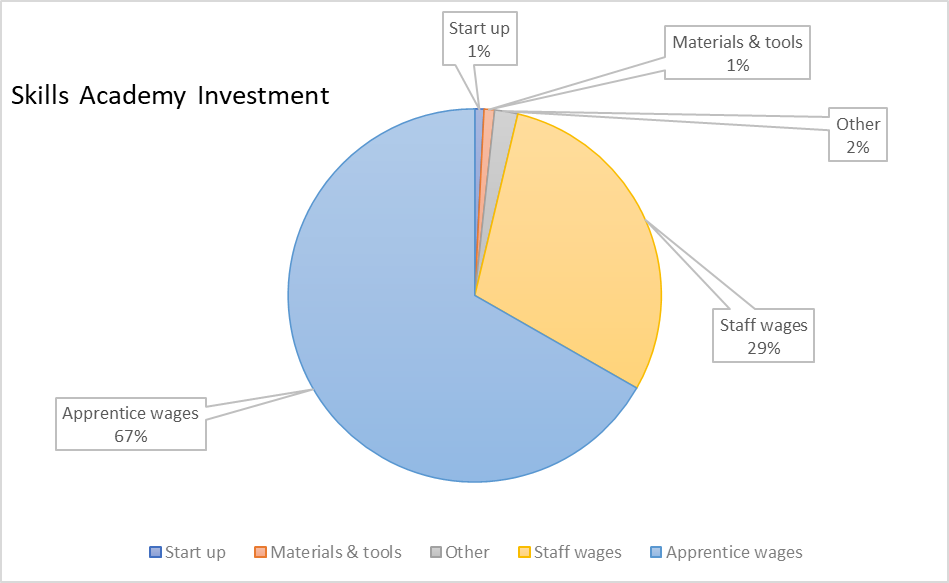 Start up
1%
Materials & tools
1%
Skills Academy Investment
Other
2%
Staff wages
29%
Apprentice wages
67%
Start up
Materials & tools
Other
Staff wages
Apprentice wages